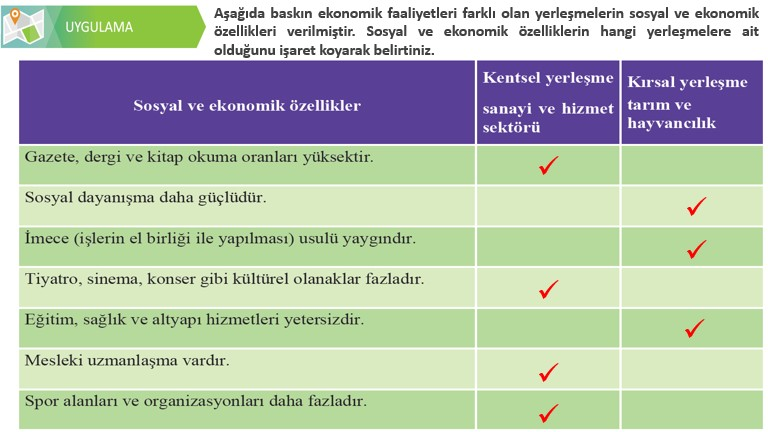 UYGULAMA
Aşağıda baskın ekonomik faaliyetleri farklı olan yerleşmelerin sosyal ve ekonomik
özellikleri verilmiştir. Sosyal ve ekonomik özelliklerin hangi yerleşmelere ait
olduğunu işaret koyarak belirtiniz.
Sosyal ve ekonomik özellikler
Kentsel yerleşme
sanayi ve hizmet
sektörü
Kırsal yerleşme
tarım ve
hayvancılık
Gazete, dergi ve kitap okuma oranları yüksektir.
Sosyal dayanışma daha güçlüdür.
İmece (işlerin el birliği ile yapılması) usulü yaygındır.
Tiyatro, sinema, konser gibi kültürel olanaklar fazladır.
Eğitim, sağlık ve altyapı hizmetleri yetersizdir.
Mesleki uzmanlaşma vardır.
Spor alanları ve organizasyonları daha fazladır.